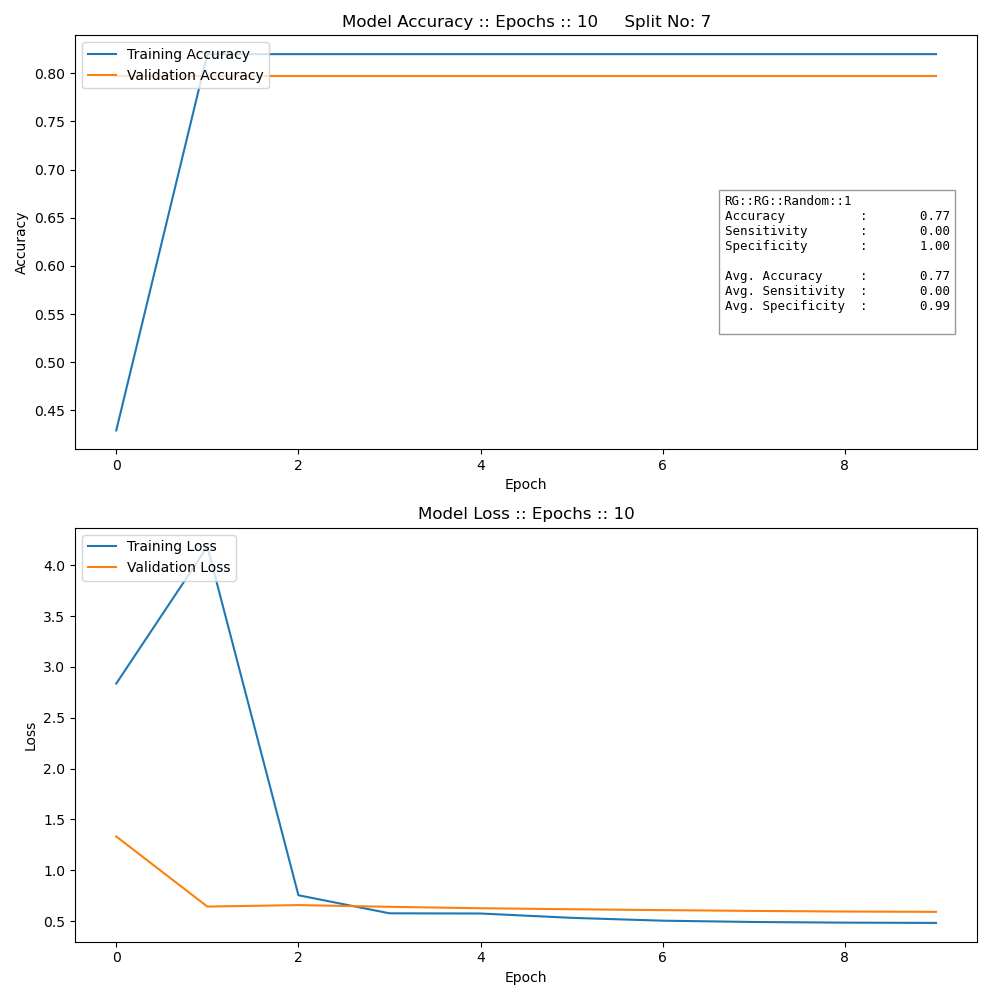 Model Accuracy :: Epochs :: 10     Split No: 7
Training Accuracy
Validation Accuracy
0.80
0.75
0.70
0.65
0.60
0.55
0.50
0.45
Accuracy
RG::RG::Random::1
Accuracy          :       0.77
Sensitivity       :       0.00
Specificity       :       1.00
Avg. Accuracy     :       0.77
Avg. Sensitivity  :       0.00
Avg. Specificity  :       0.99
0 2 4 6 8
Epoch
Model Loss :: Epochs :: 10
Training Loss
Validation Loss
4.0
3.5
3.0
2.5
2.0
1.5
1.0
0.5
Loss
0 2 4 6 8
Epoch